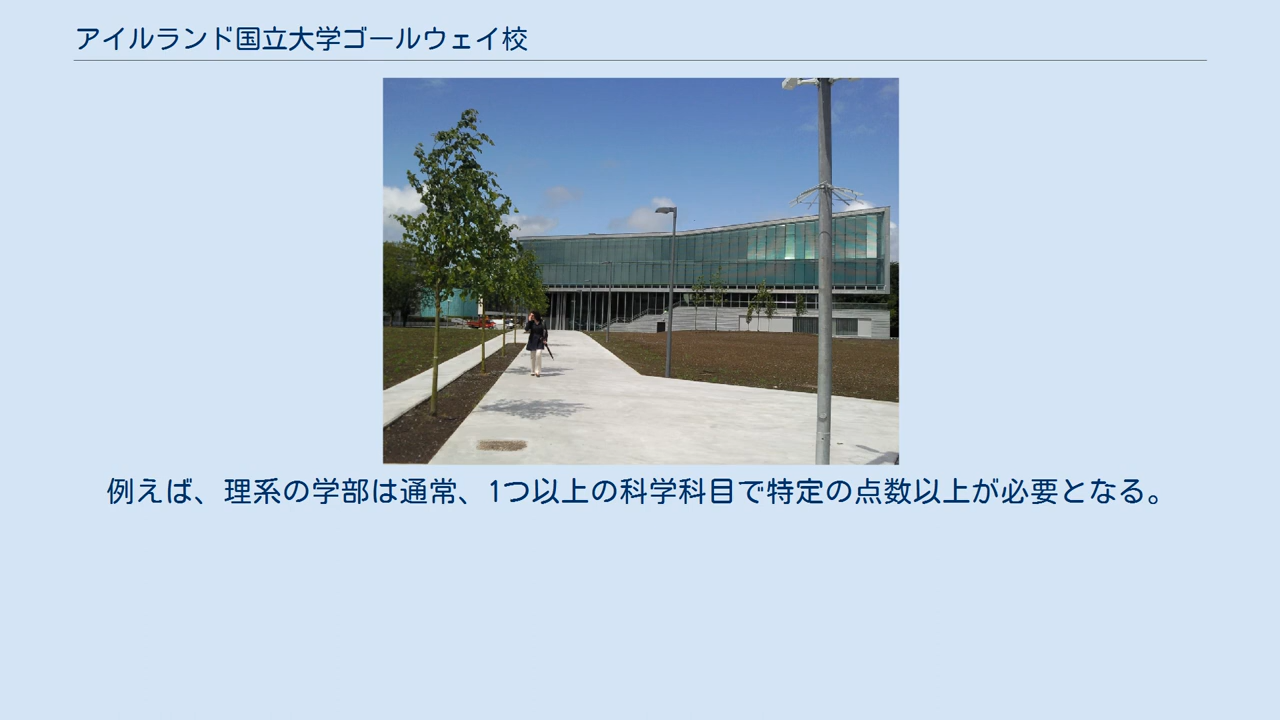 アイルランド国立大学ゴールウェイ校
例えば、理系の学部は通常、1つ以上の科学科目で特定の点数以上が必要となる。